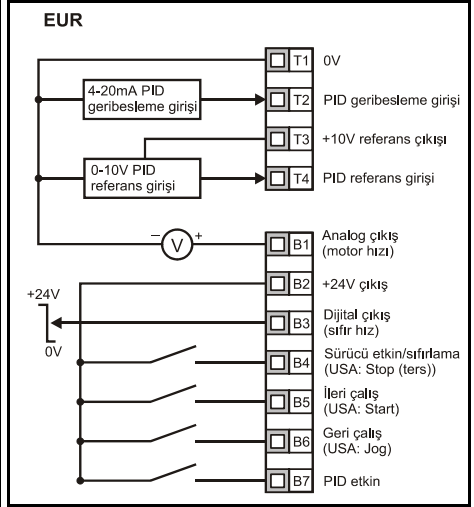 EUR
T1 0V
4-20mA PID
geribesleme girişi
T2 PID geribesleme girişi
T3 +10V referans çıkışı
0-10V PID
referans girişi
T4 PID referans girişi
– V +
B1 Analog çıkış
(motor hızı)
B2 +24V çıkış
+24V
0V
B3 Dijital çıkış
(sıfır hız)
B4 Sürücü etkin/sıfırlama
(USA: Stop (ters))
B5 İleri çalış
(USA: Start)
B6 Geri çalış
(USA: Jog)
B7 PID etkin